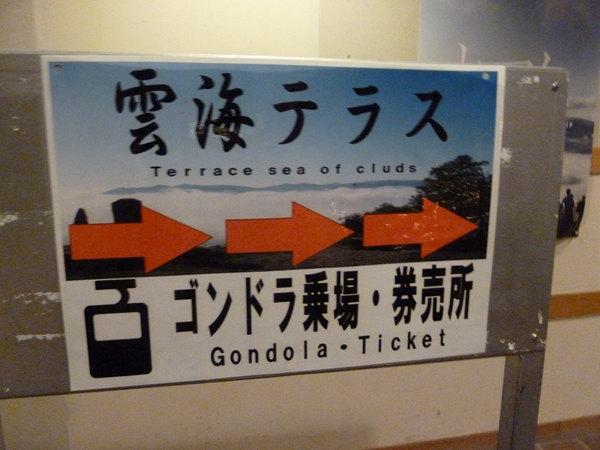 雲海テラス
Terrace sea of cluds
ゴンドラ乗場・券売所
Gondola・Ticket